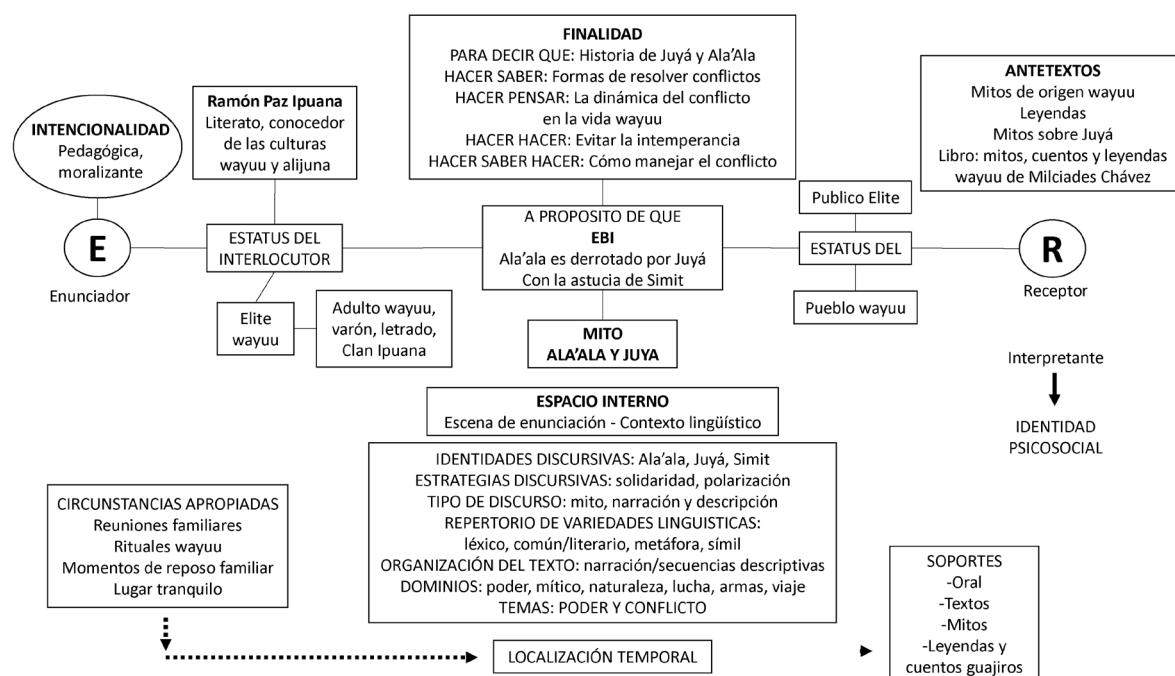 FINALIDAD
PARA DECIR QUE: Historia de Juyá y Ala'Ala
HACER SABER: Formas de resolver conflictos
HACER PENSAR: La dinámica del conflicto
en la vida wayuu
HACER HACER: Evitar la intemperancia
HACER SABER HACER: Cómo manejar el conflicto
ANTETEXTOS
Mitos de origen wayuu
Leyendas
Mitos sobre Juyá
Libro: mitos, cuentos y leyendas
wayuu de Milciades Chávez
INTENCIONALIDAD
Pedagógica,
moralizante
Ramón Paz Ipuana
Literato, conocedor
de las culturas
wayuu y alijuna
E
Enunciador
ESTATUS DEL
INTERLOCUTOR
Elite
wayuu
Adulto wayuu,
varón, letrado,
Clan Ipuana
A PROPOSITO DE QUE
EBI
Ala'ala es derrotado por Juyá
Con la astucia de Simit
MITO
ALA'ALA Y JUYA
Publico Elite
ESTATUS DEL
Pueblo wayuu
R
Receptor
Interpretante
IDENTIDAD
PSICOSOCIAL
ESPACIO INTERNO
Escena de enunciación - Contexto lingüístico
IDENTIDADES DISCURSIVAS: Ala'ala, Juyá, Simit
ESTRATEGIAS DISCURSIVAS: solidaridad, polarización
TIPO DE DISCURSO: mito, narración y descripción
REPERTORIO DE VARIEDADES LINGUISTICAS:
léxico, común/literario, metáfora, símil
ORGANIZACIÓN DEL TEXTO: narración/secuencias descriptivas
DOMINIOS: poder, mítico, naturaleza, lucha, armas, viaje
TEMAS: PODER Y CONFLICTO
CIRCUNSTANCIAS APROPIADAS
Reuniones familiares
Rituales wayuu
Momentos de reposo familiar
Lugar tranquilo
LOCALIZACIÓN TEMPORAL
SOPORTES
-Oral
-Textos
-Mitos
-Leyendas y
cuentos guajiros